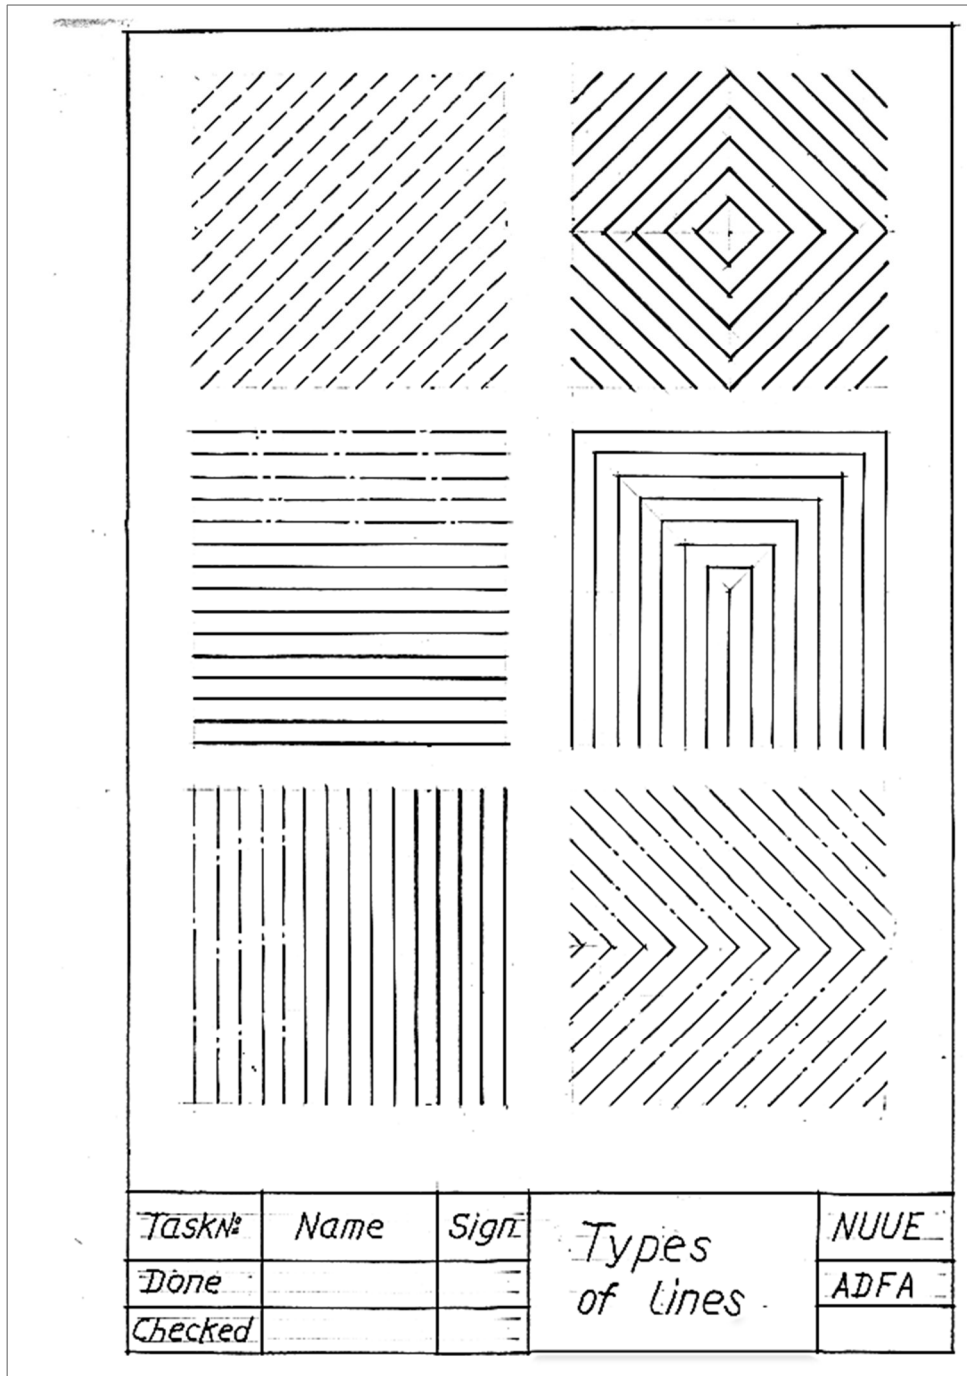 Task№ Name Sign
Done
Checked
Types
of lines
NUUE
ADFA